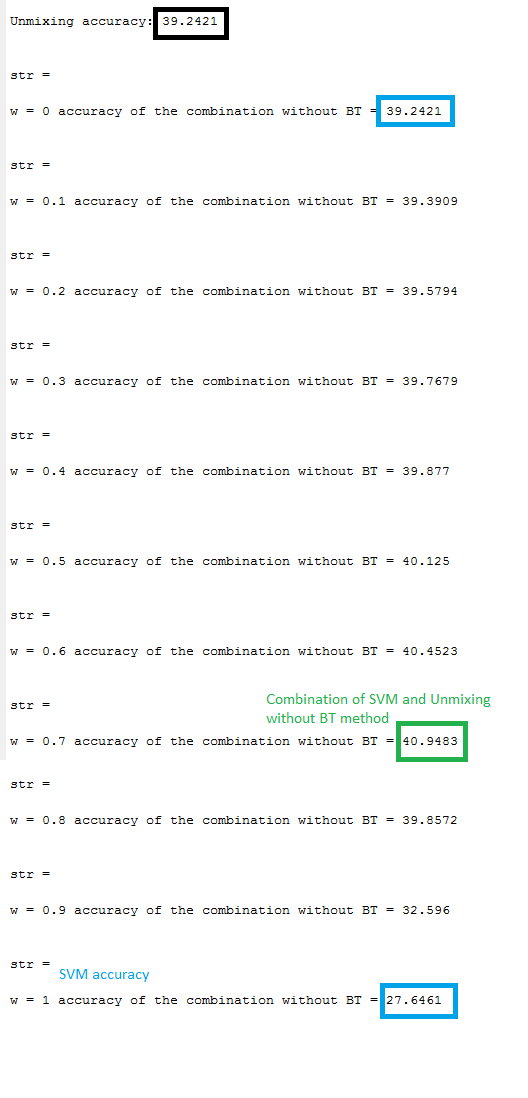 Unmixing accuracy: 39.2421
str =
w = 0 accuracy of the combination without BT = 39.2421
str =
w = 0.1 accuracy of the combination without BT = 39.3909
str =
w = 0.2 accuracy of the combination without BT = 39.5794
str =
w = 0.3 accuracy of the combination without BT = 39.7679
str =
w = 0.4 accuracy of the combination without BT = 39.877
str =
w = 0.5 accuracy of the combination without BT = 40.125
str =
w = 0.6 accuracy of the combination without BT = 40.4523
Combination of SVM and Unmixing
str =
without BT method
w = 0.7 accuracy of the combination without BT = 40.9483
str =
w = 0.8 accuracy of the combination without BT = 39.8572
str =
w = 0.9 accuracy of the combination without BT = 32.596
str =
SVM accuracy
w = 1 accuracy of the combination without BT = 27.6461